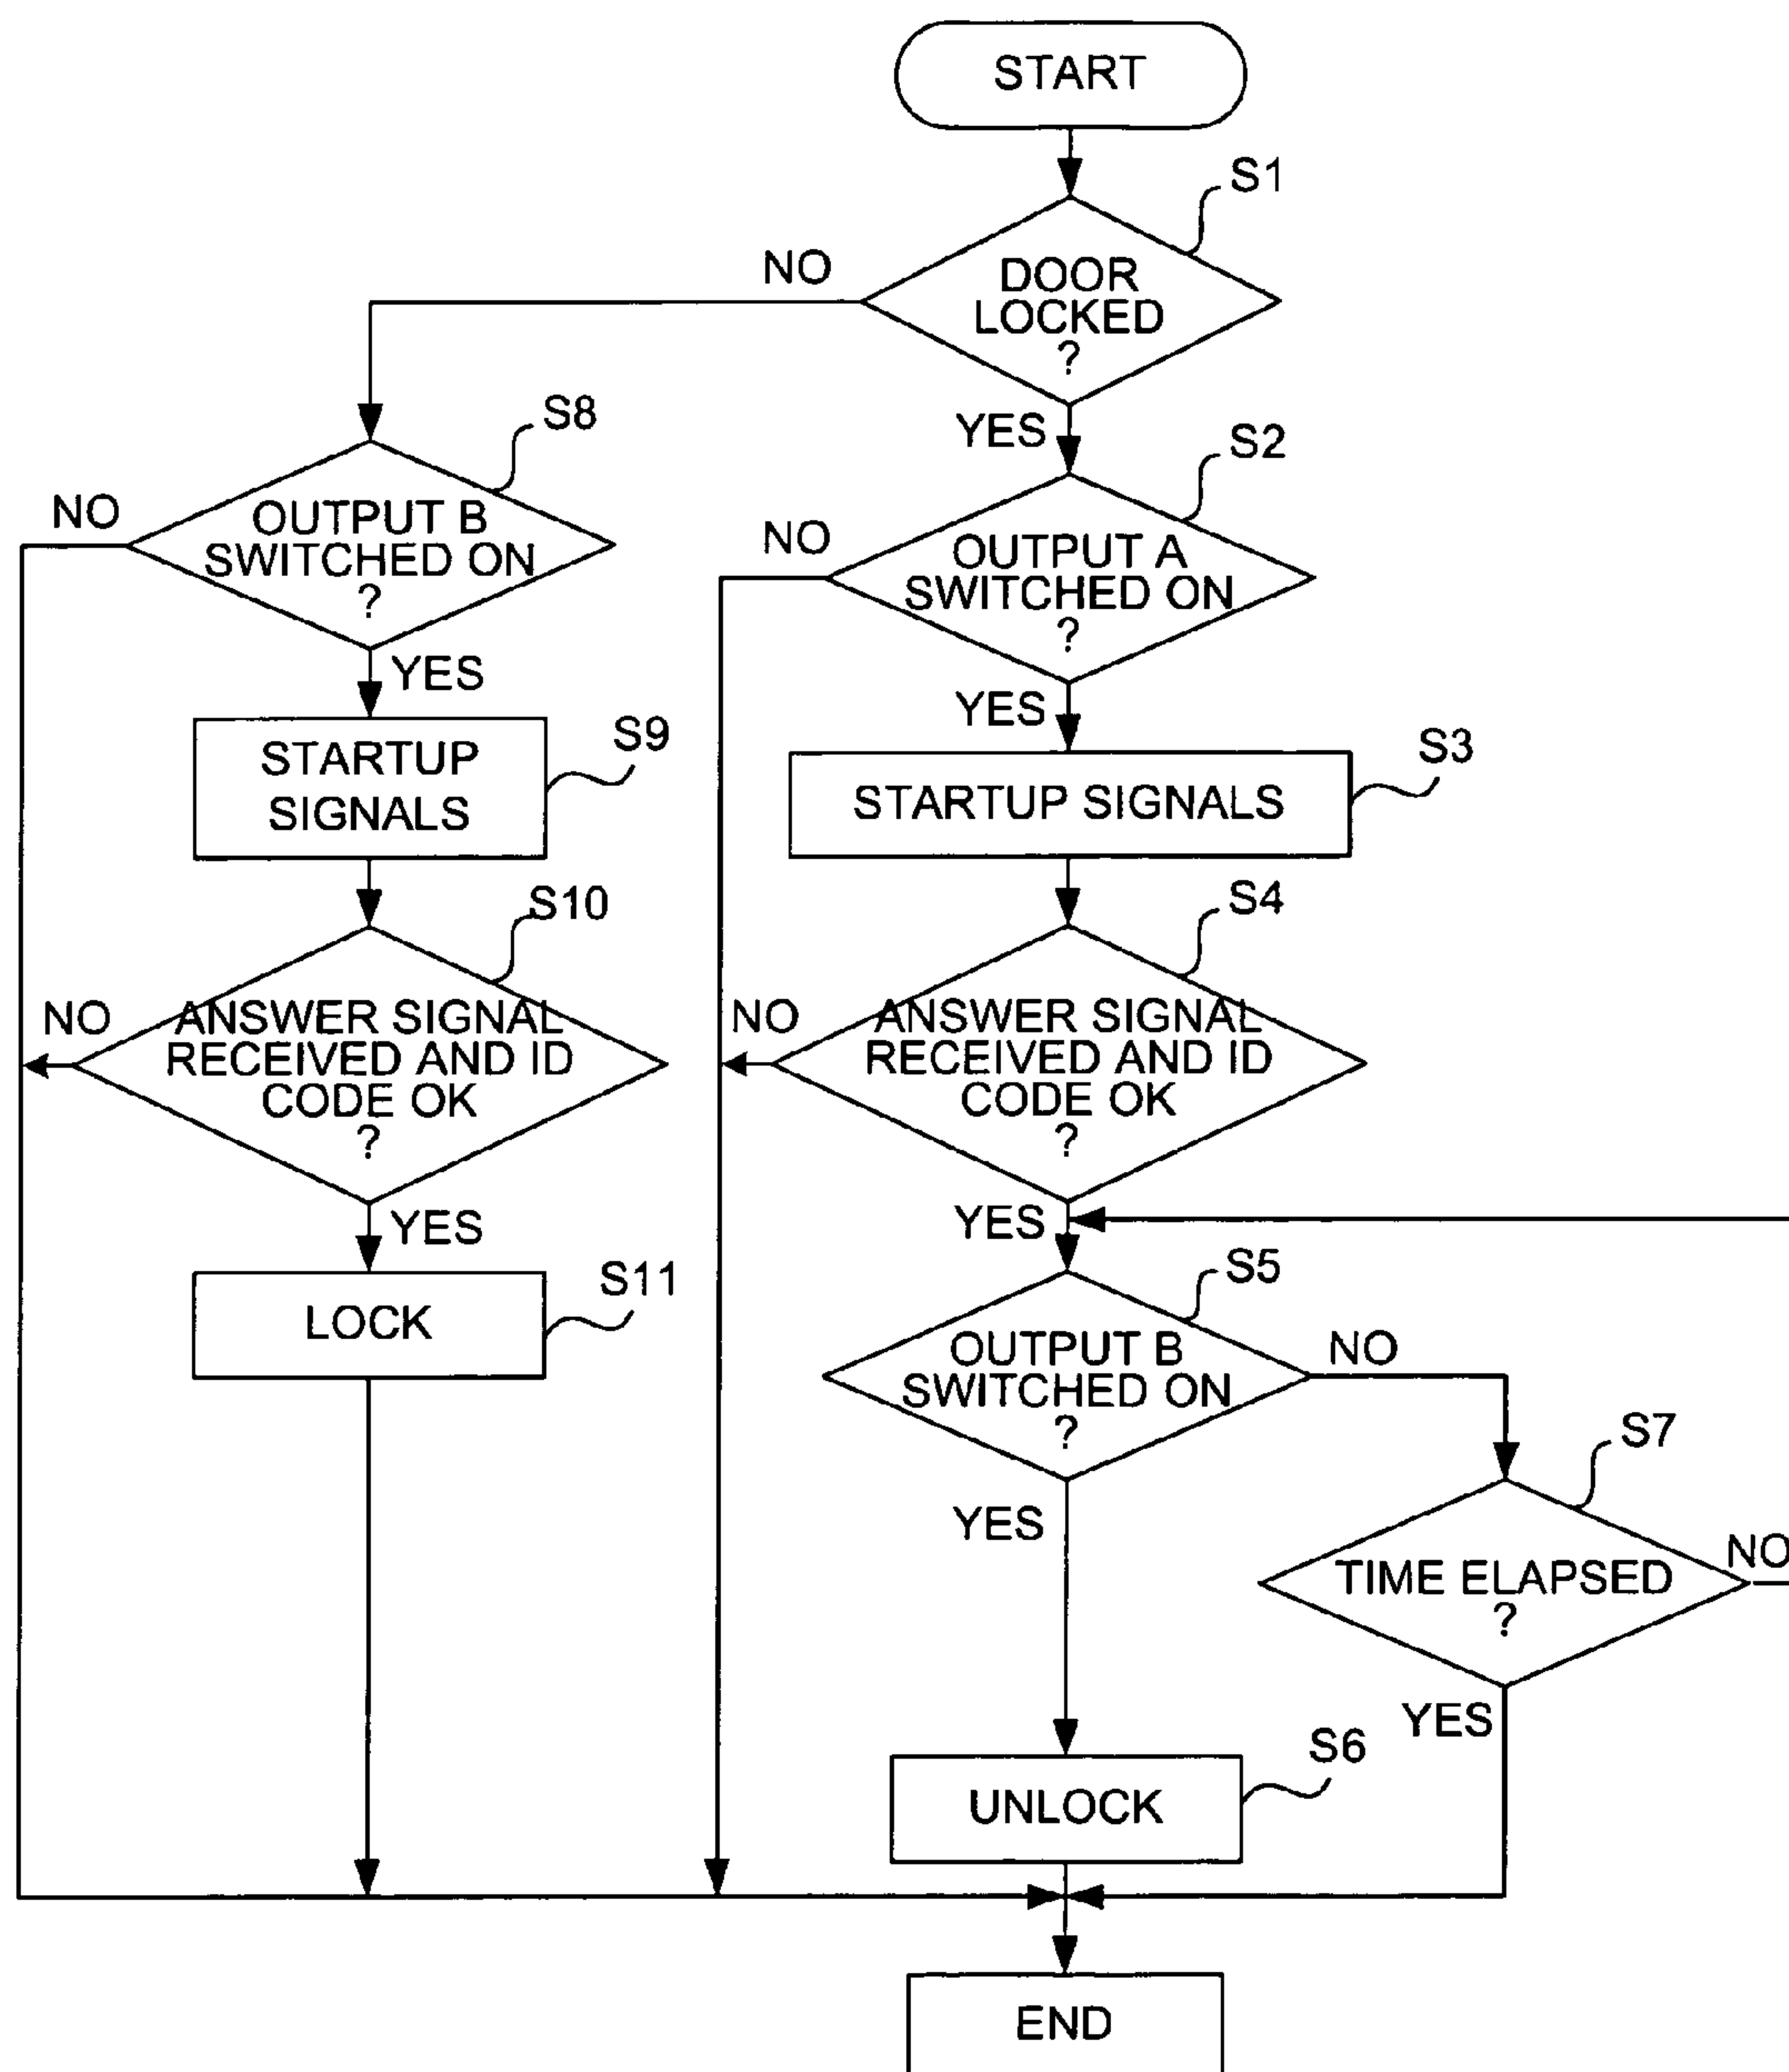 START
S1
NO
DOOR
LOCKED
?
YES
S8
S2
NO
OUTPUT B
SWITCHED ON
?
NO
OUTPUT A
SWITCHED ON
?
YES
YES
S9
STARTUP
SIGNALS
S3
STARTUP SIGNALS
S10
S4
NO
ANSWER SIGNAL
RECEIVED AND ID
CODE OK
?
NO
ANSWER SIGNAL
RECEIVED AND ID
CODE OK
?
YES
YES
S11
LOCK
S5
OUTPUT B
SWITCHED ON
?
NO
S7
YES
TIME ELAPSED
?
NO
YES
S6
UNLOCK
END